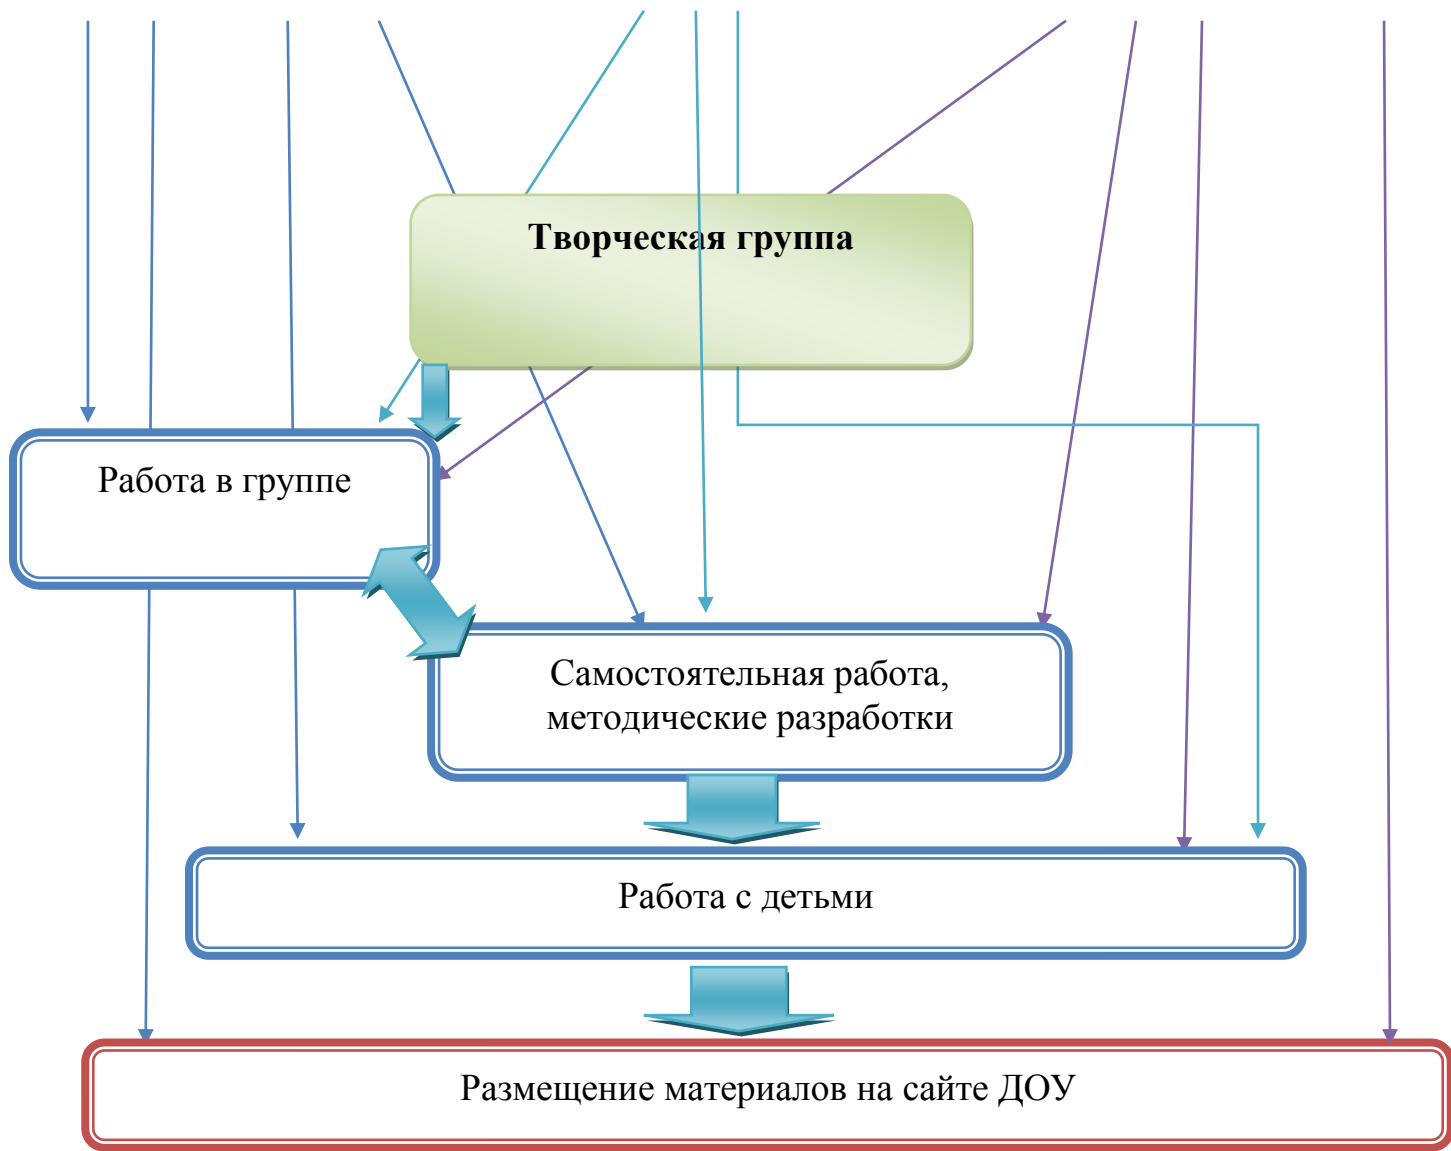 Творческая группа
Работа в группе
Самостоятельная работа,
методические разработки
Работа с детьми
Размещение материалов на сайте ДОУ